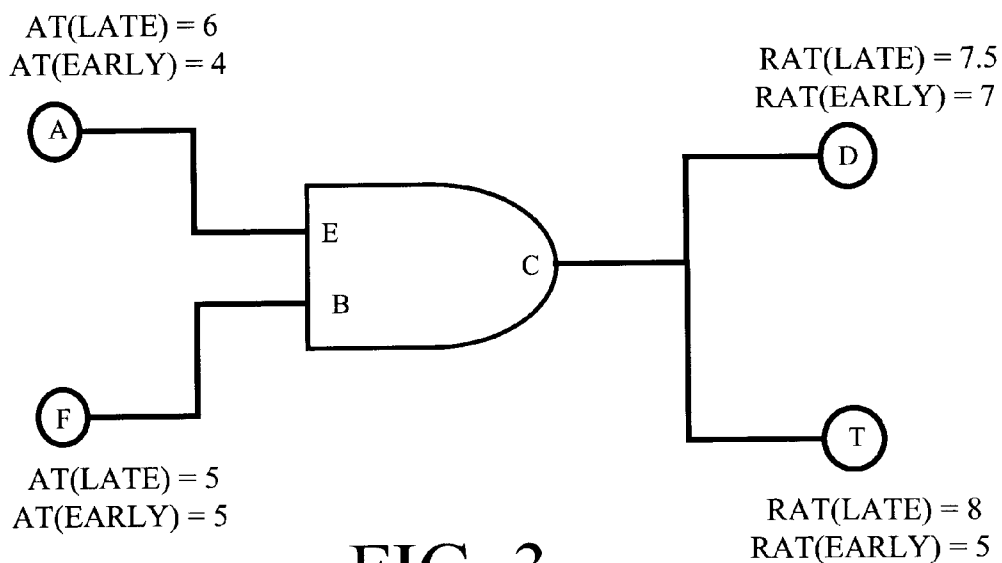 AT(LATE) = 6
AT(EARLY) = 4
RAT(LATE) = 7.5
RAT(EARLY) = 7
A
D
E
C
B
F
T
AT(LATE) = 5
AT(EARLY) = 5
RAT(LATE) = 8
RAT(EARLY) = 5
FIG.